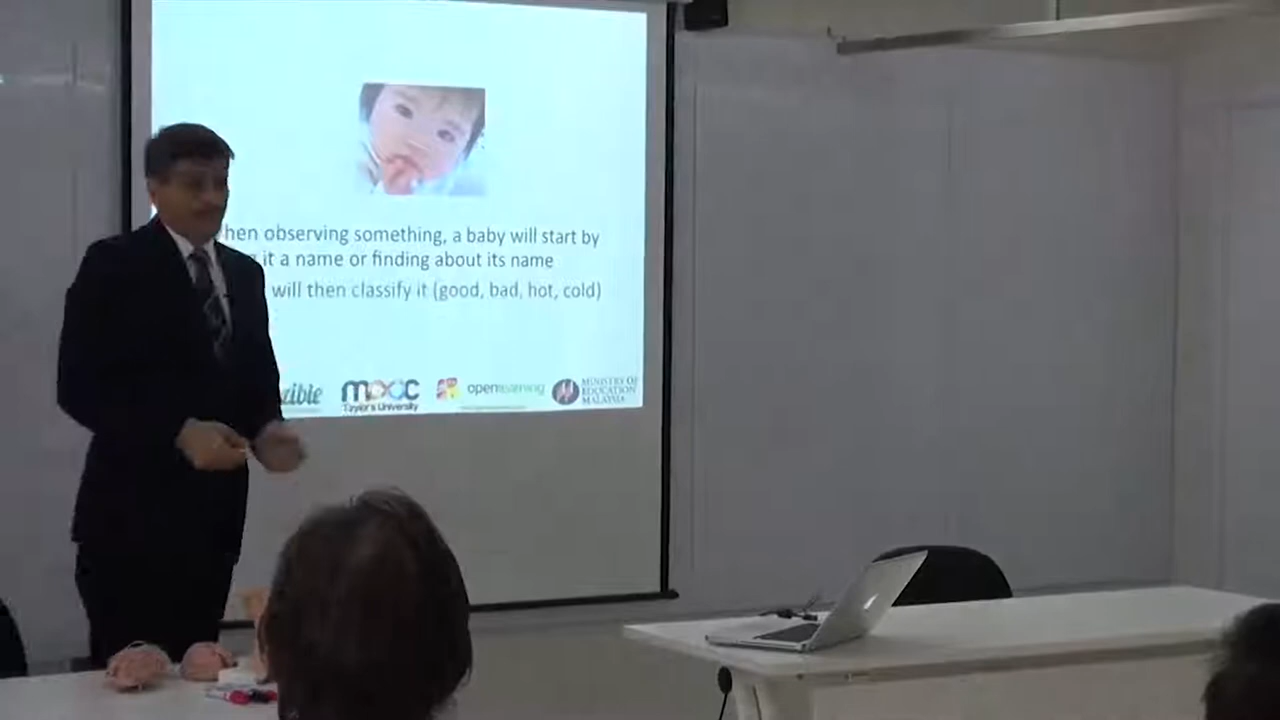 hen observing something, a baby will start by
it a name or finding about its name
will then classify it (good, bad, hot, cold)
zible
mooc
Taylor's University
openlearning
MINISTRY OF
EDUCATION
MALAYSIA